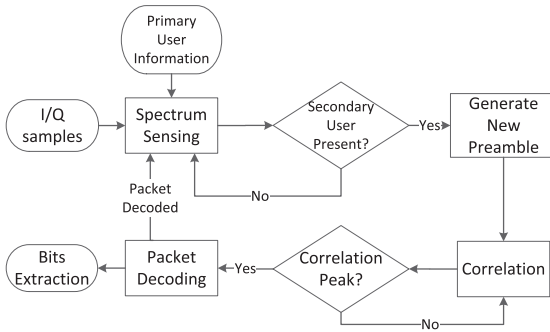 Primary
User
Information
I/Q
samples
Spectrum
Sensing
Secondary
User
Present?
Yes
Generate
New
Preamble
No
Packet
Decoded
Bits
Extraction
Packet
Decoding
Yes
Correlation
Peak?
Correlation
No